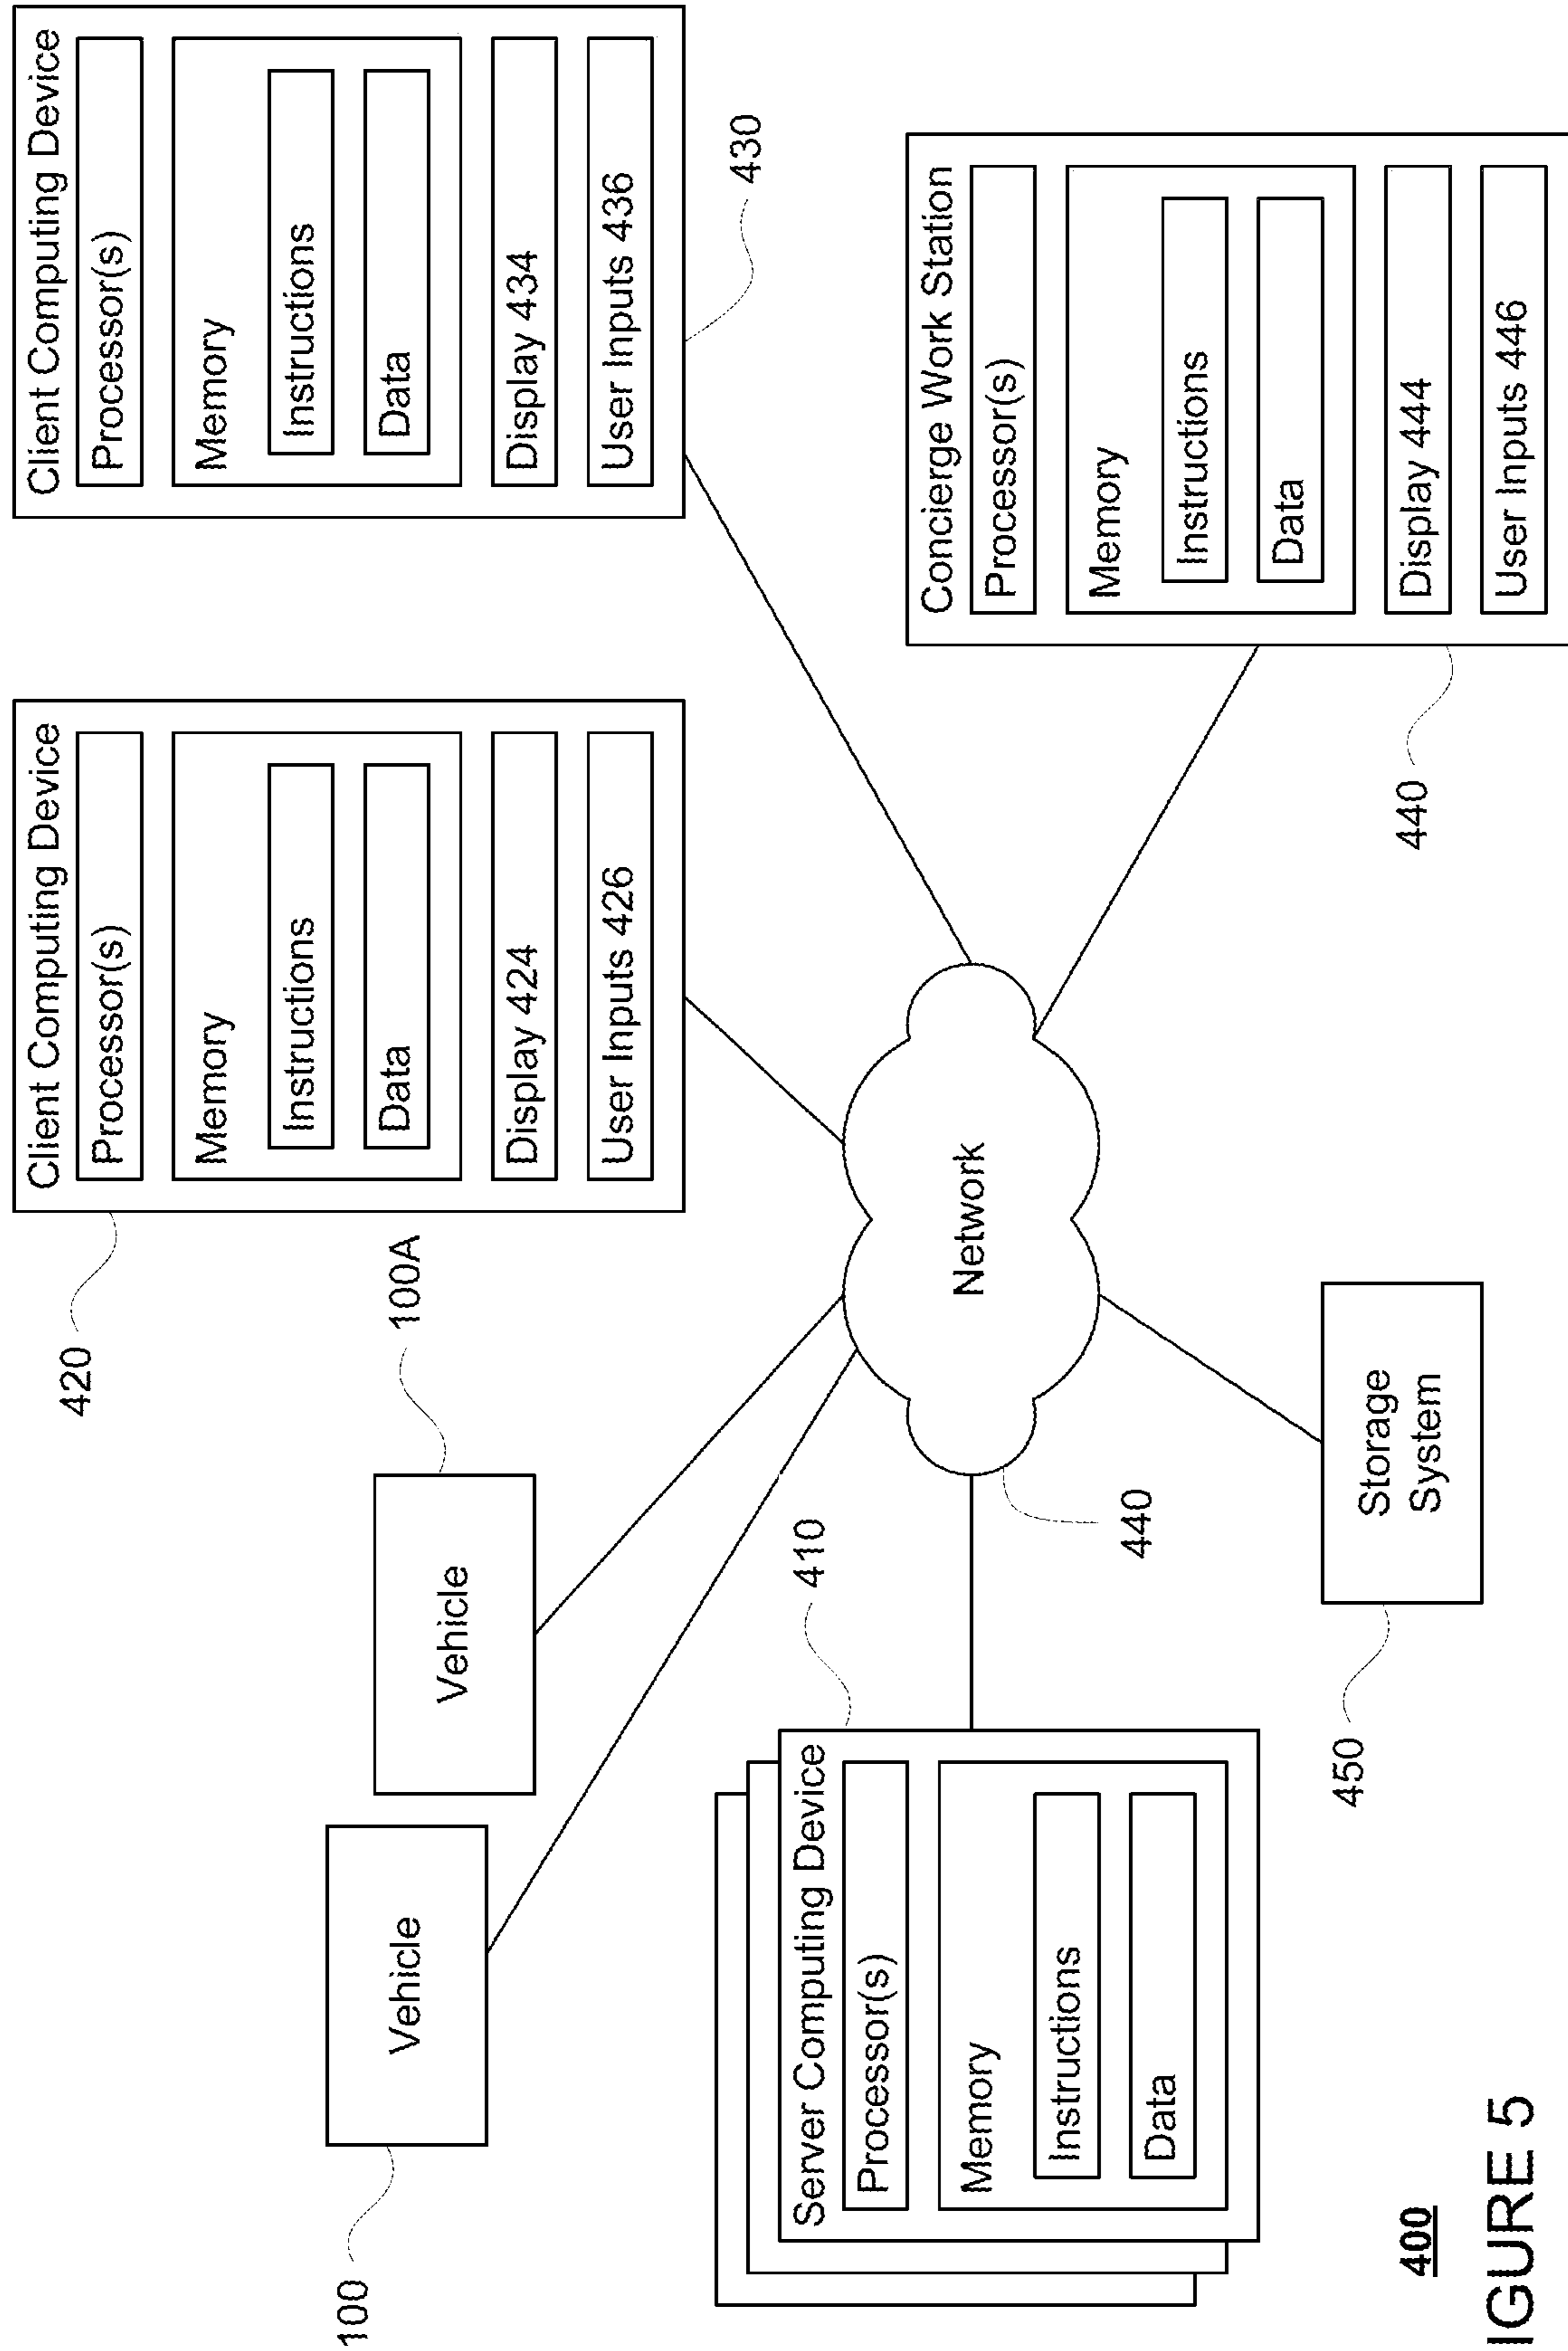 Client Computing Device
Processor(s)
Memory
Instructions
Data
Display 424
User Inputs 426
420
Client Computing Device
Processor(s)
Memory
Instructions
Data
Display 434
User Inputs 436
430
Vehicle
100
Vehicle
100A
Server Computing Device
Processor(s)
Memory
Instructions
Data
410
Network
440
Concierge Work Station
Processor(s)
Memory
Instructions
Data
Display 444
User Inputs 446
440
Storage
System
450
400
IGURE 5